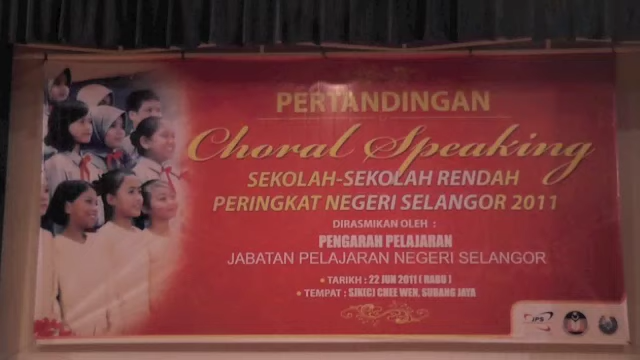 PERTANDINGAN
Choral Speaking
SEKOLAH-SEKOLAH RENDAH
PERINGKAT NEGERI SELANGOR 2011
DIRASMIKAN OLEH :
PENGARAH PELAJARAN
JABATAN PELAJARAN NEGERI SELANGOR
• TARIKH : 22 JUN 2011 ( RABU )
• TEMPAT : SJK(C) CHEE WEN, SUBANG JAYA
JPS